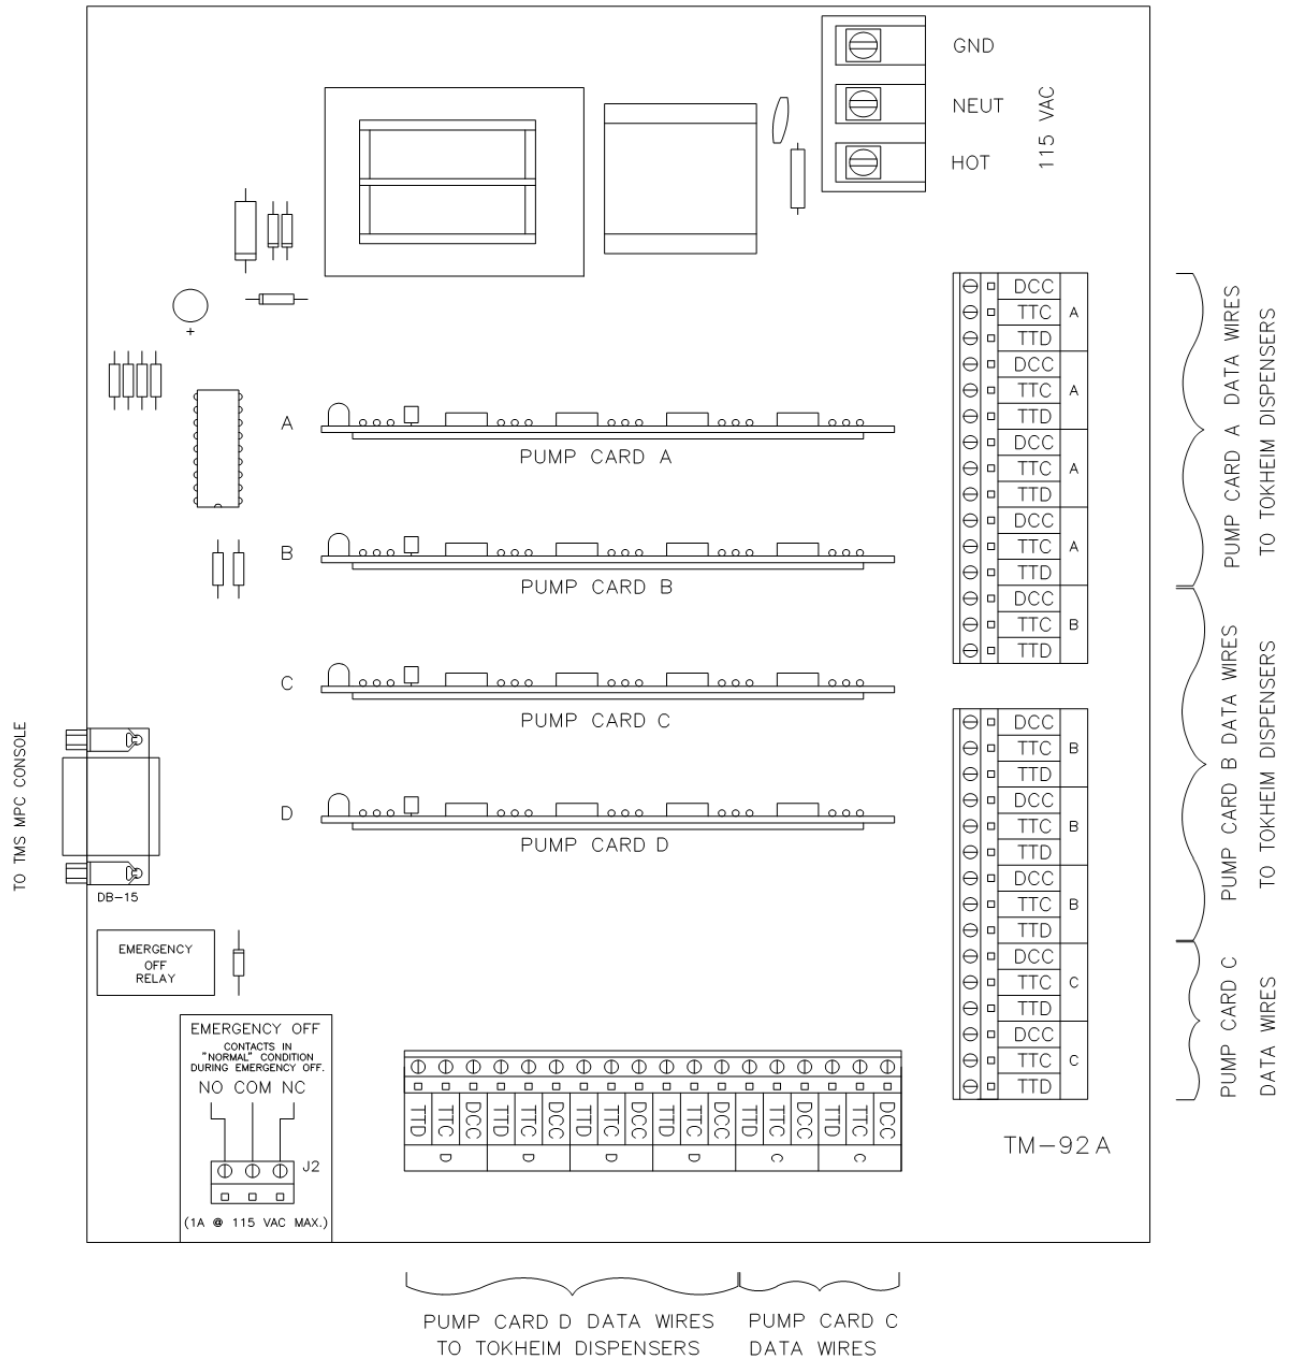 GND
NEUT
HOT
115 VAC
DCC
TTC
TTD
A
DCC
TTC
TTD
A
DCC
TTC
TTD
A
DCC
TTC
TTD
A
DCC
TTC
TTD
B
PUMP CARD A DATA WIRES
TO TOKHEIM DISPENSERS
A
PUMP CARD A
B
PUMP CARD B
C
PUMP CARD C
D
PUMP CARD D
DCC
TTC
TTD
B
DCC
TTC
TTD
B
DCC
TTC
TTD
B
DCC
TTC
TTD
C
DCC
TTC
TTD
C
PUMP CARD B DATA WIRES
TO TOKHEIM DISPENSERS
PUMP CARD C
DATA WIRES
TO TMS MPC CONSOLE
DB-15
EMERGENCY
OFF
RELAY
EMERGENCY OFF
CONTACTS IN
"NORMAL" CONDITION
DURING EMERGENCY OFF.
NO COM NC
J2
(1A @ 115 VAC MAX.)
TTD TTC DCC TTD TTC DCC TTD TTC DCC TTD TTC DCC TTD TTC DCC TTD TTC DCC
D D D D C C
TM-92A
PUMP CARD D DATA WIRES
TO TOKHEIM DISPENSERS
PUMP CARD C
DATA WIRES